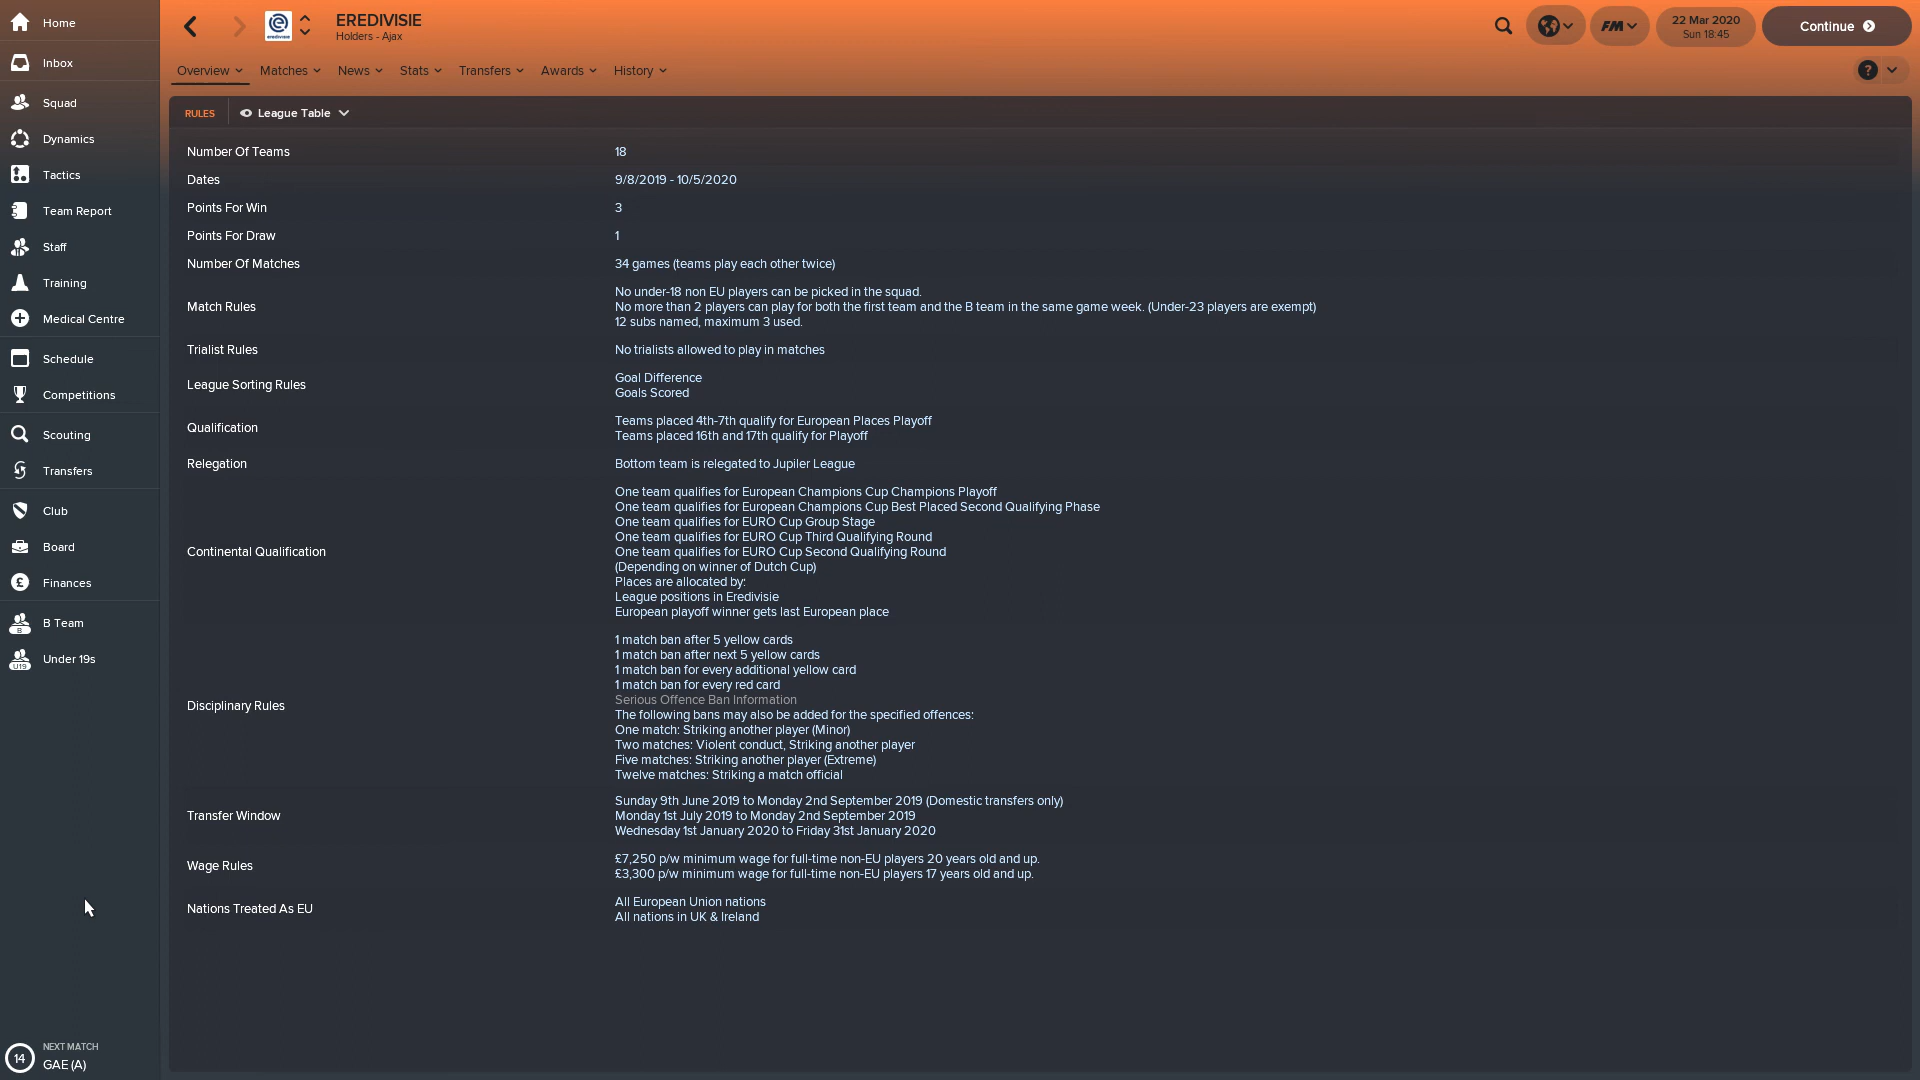 Home
Inbox
Squad
Dynamics
Tactics
Team Report
Staff
Training
Medical Centre
Schedule
Competitions
Scouting
Transfers
Club
Board
Finances
B
B Team
U19
Under 19s
14
NEXT MATCH
GAE (A)
EREDIVISIE
Holders - Ajax
FM
22 Mar 2020
Sun 18:45
Continue
Overview
Matches
News
Stats
Transfers
Awards
History
?
RULES
League Table
Number Of Teams
18
Dates
9/8/2019 - 10/5/2020
Points For Win
3
Points For Draw
1
Number Of Matches
34 games (teams play each other twice)
Match Rules
No under-18 non EU players can be picked in the squad.
No more than 2 players can play for both the first team and the B team in the same game week. (Under-23 players are exempt)
12 subs named, maximum 3 used.
Trialist Rules
No trialists allowed to play in matches
League Sorting Rules
Goal Difference
Goals Scored
Qualification
Teams placed 4th-7th qualify for European Places Playoff
Teams placed 16th and 17th qualify for Playoff
Relegation
Bottom team is relegated to Jupiler League
Continental Qualification
One team qualifies for European Champions Cup Champions Playoff
One team qualifies for European Champions Cup Best Placed Second Qualifying Phase
One team qualifies for EURO Cup Group Stage
One team qualifies for EURO Cup Third Qualifying Round
One team qualifies for EURO Cup Second Qualifying Round
(Depending on winner of Dutch Cup)
Places are allocated by:
League positions in Eredivisie
European playoff winner gets last European place
Disciplinary Rules
1 match ban after 5 yellow cards
1 match ban after next 5 yellow cards
1 match ban for every additional yellow card
1 match ban for every red card
Serious Offence Ban Information
The following bans may also be added for the specified offences:
One match: Striking another player (Minor)
Two matches: Violent conduct, Striking another player
Five matches: Striking another player (Extreme)
Twelve matches: Striking a match official
Transfer Window
Sunday 9th June 2019 to Monday 2nd September 2019 (Domestic transfers only)
Monday 1st July 2019 to Monday 2nd September 2019
Wednesday 1st January 2020 to Friday 31st January 2020
Wage Rules
£7,250 p/w minimum wage for full-time non-EU players 20 years old and up.
£3,300 p/w minimum wage for full-time non-EU players 17 years old and up.
Nations Treated As EU
All European Union nations
All nations in UK & Ireland